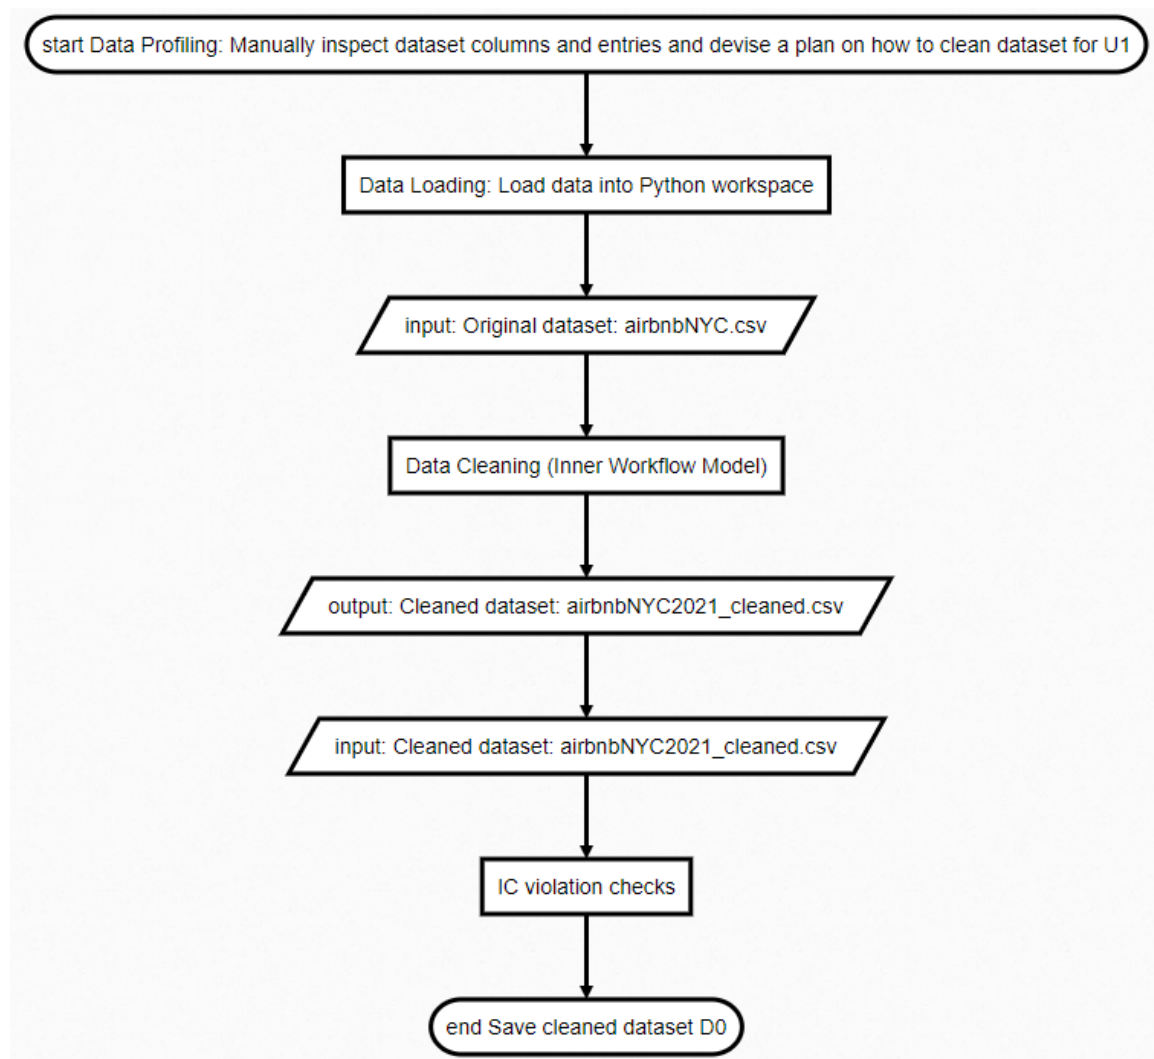 start Data Profiling: Manually inspect dataset columns and entries and devise a plan on how to clean dataset for U1
Data Loading: Load data into Python workspace
input: Original dataset: airbnbNYC.csv
Data Cleaning (Inner Workflow Model)
output: Cleaned dataset: airbnbNYC2021_cleaned.csv
input: Cleaned dataset: airbnbNYC2021_cleaned.csv
IC violation checks
end Save cleaned dataset D0